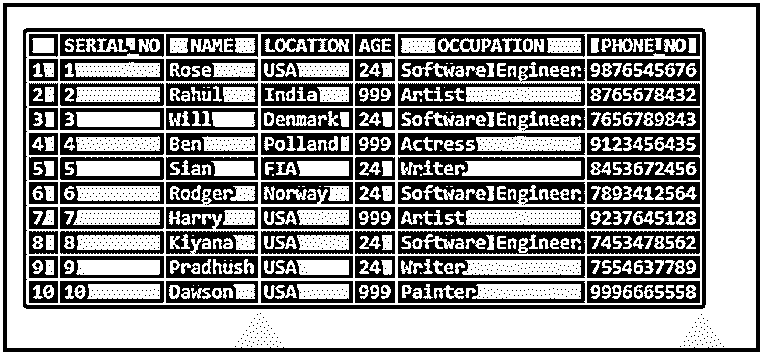 SERIAL_NO NAME LOCATION AGE OCCUPATION PHONE_NO
1 1 Rose USA 24 Software Engineer 9876545676
2 2 Rahul India 999 Artist 8765678432
3 3 Will Denmark 24 Software Engineer 7656789843
4 4 Ben Polland 999 Actress 9123456435
5 5 Sian FIA 24 Writer 8453672456
6 6 Rodger Norway 24 Software Engineer 7893412564
7 7 Harry USA 999 Artist 9237645128
8 8 Kiyana USA 24 Software Engineer 7453478562
9 9 Pradhush USA 24 Writer 7554637789
10 10 Dawson USA 999 Painter 9996665558